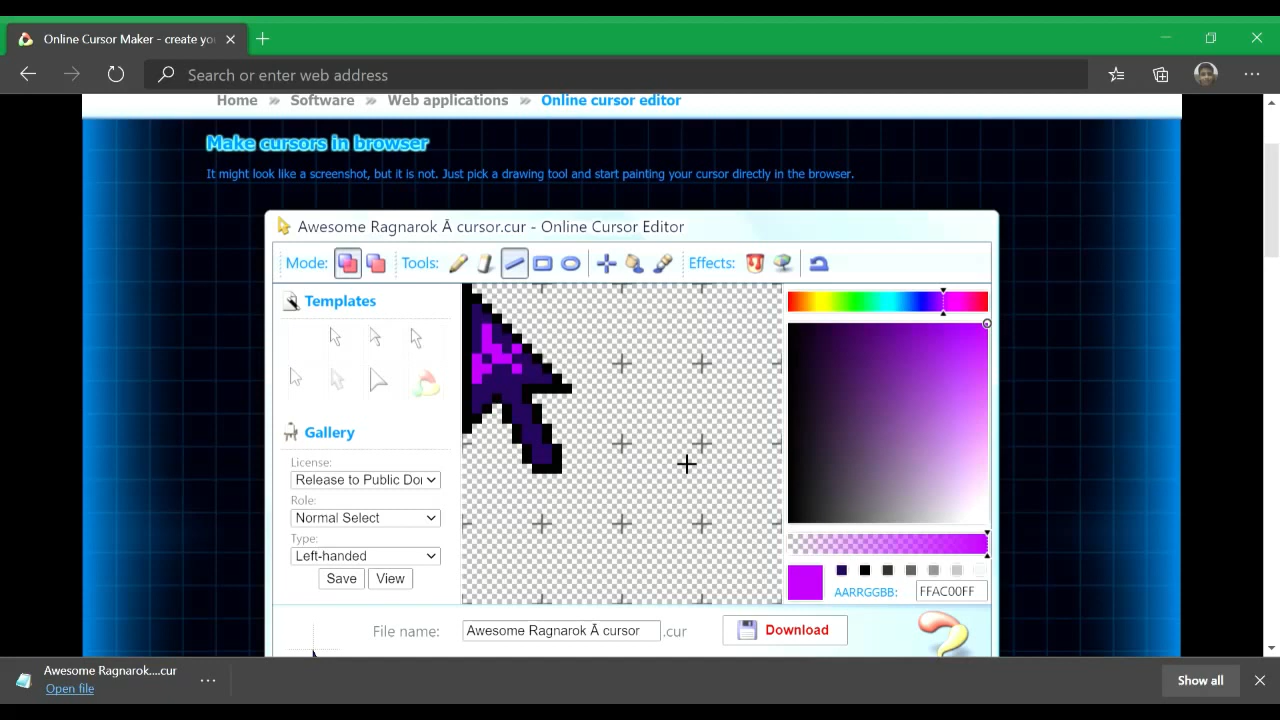 Online Cursor Maker - create yo
Search or enter web address
Home » Software » Web applications » Online cursor editor
Make cursors in browser
It might look like a screenshot, but it is not. Just pick a drawing tool and start painting your cursor directly in the browser.
Awesome Ragnarok Ã cursor.cur - Online Cursor Editor
Mode: Tools: Effects:
Templates
Gallery
License:
Release to Public Do
Role:
Normal Select
Type:
Left-handed
Save View
AARRGGBB: FFAC00FF
File name: Awesome Ragnarok Ã cursor .cur Download
Awesome Ragnarok....cur
Open file
Show all